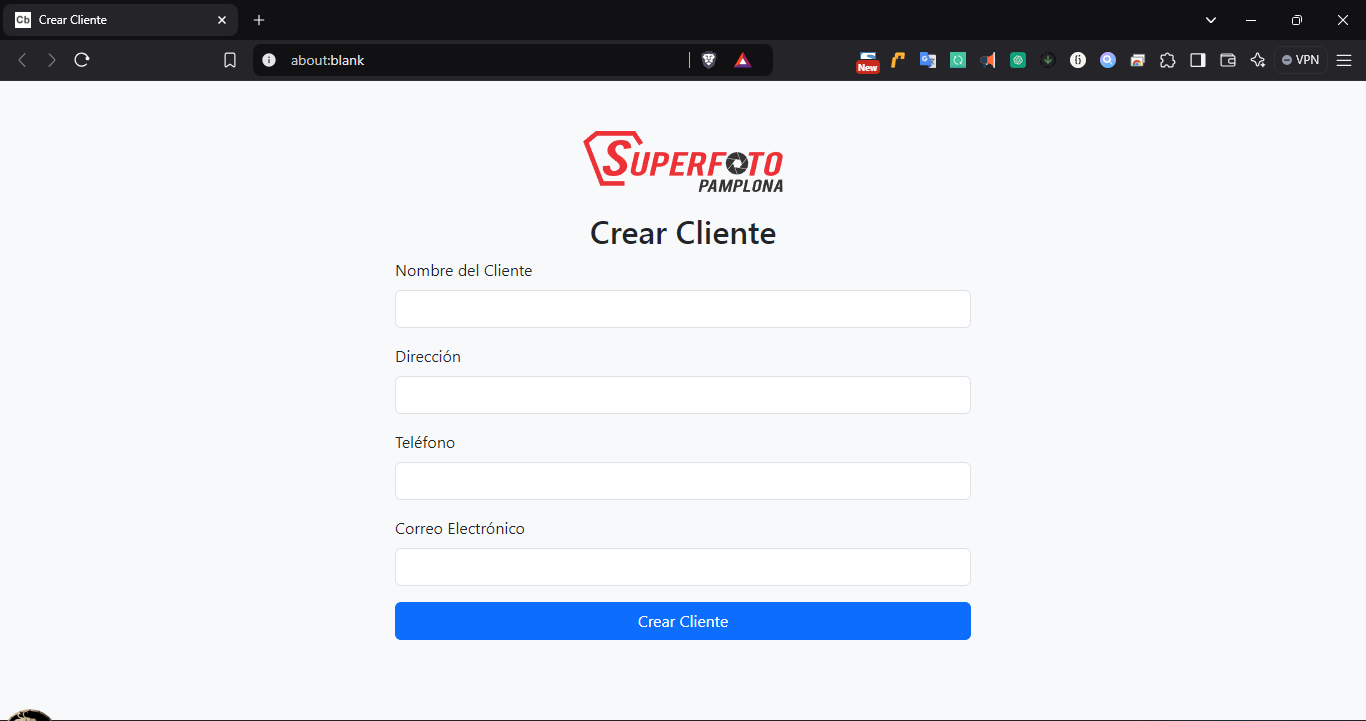 Cb Crear Cliente
about:blank
New
VPN
SUPERFOTO
PAMPLONA
Crear Cliente
Nombre del Cliente
Dirección
Teléfono
Correo Electrónico
Crear Cliente